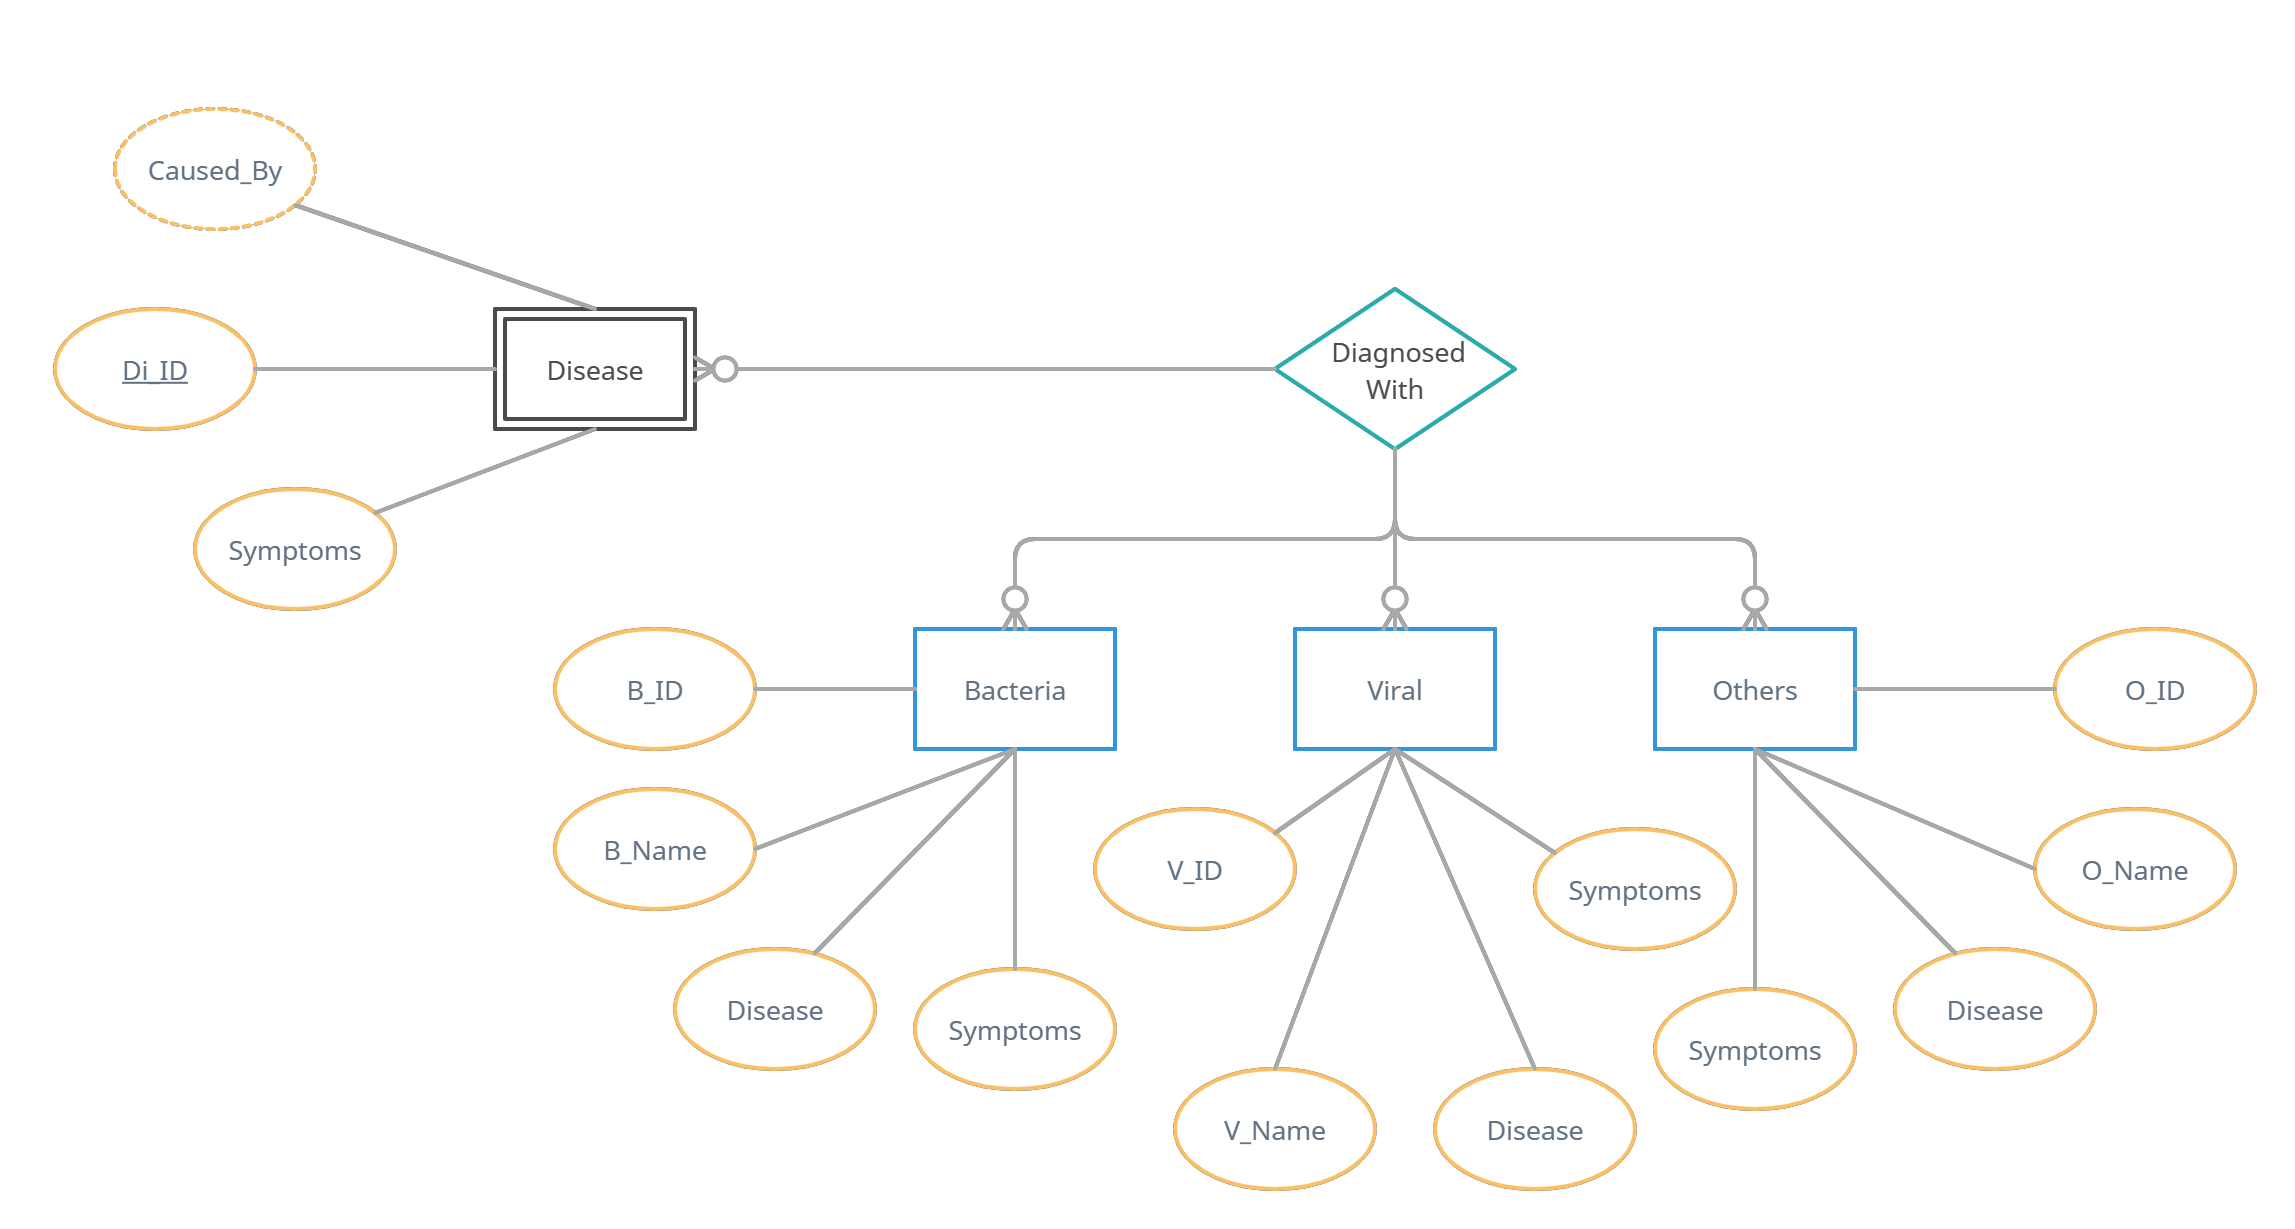 Caused_By
Di_ID
Disease
Diagnosed
With
Symptoms
B_ID
Bacteria
Viral
Others
O_ID
B_Name
V_ID
Symptoms
O_Name
Disease
Symptoms
Symptoms
Disease
V_Name
Disease